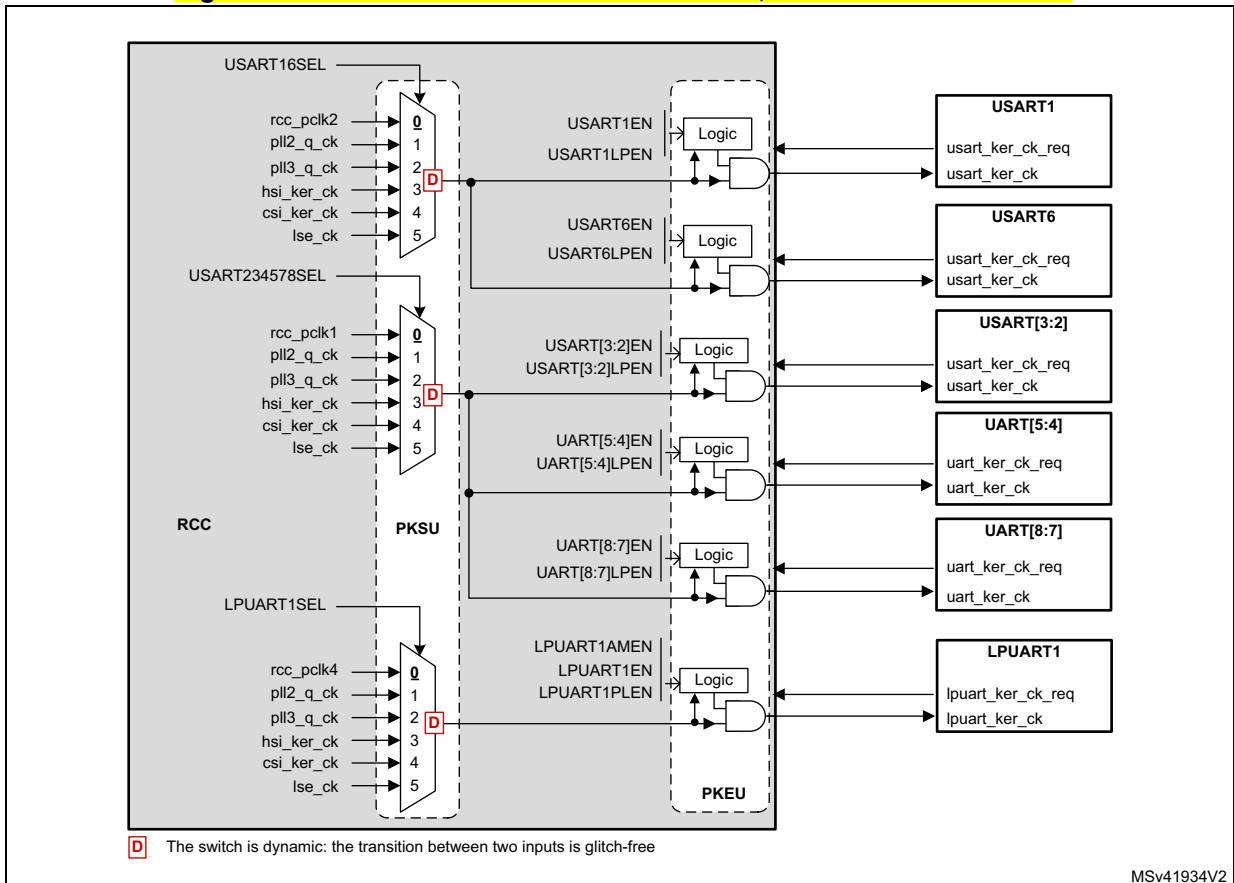 USART16SEL
rcc_pclk2 0
pll2_q_ck 1
pll3_q_ck 2
hsi_ker_ck 3
csi_ker_ck 4
lse_ck 5
D
USART234578SEL
rcc_pclk1 0
pll2_q_ck 1
pll3_q_ck 2
hsi_ker_ck 3
csi_ker_ck 4
lse_ck 5
D
RCC
PKSU
LPUART1SEL
rcc_pclk4 0
pll2_q_ck 1
pll3_q_ck 2
hsi_ker_ck 3
csi_ker_ck 4
lse_ck 5
D
USART1EN
USART1LPEN
Logic
USART6EN
USART6LPEN
Logic
USART[3:2]EN
USART[3:2]LPEN
Logic
UART[5:4]EN
UART[5:4]LPEN
Logic
UART[8:7]EN
UART[8:7]LPEN
Logic
LPUART1AMEN
LPUART1EN
LPUART1PLEN
Logic
PKEU
USART1
usart_ker_ck_req
usart_ker_ck
USART6
usart_ker_ck_req
usart_ker_ck
USART[3:2]
usart_ker_ck_req
usart_ker_ck
UART[5:4]
uart_ker_ck_req
uart_ker_ck
UART[8:7]
uart_ker_ck_req
uart_ker_ck
LPUART1
lpuart_ker_ck_req
lpuart_ker_ck
D The switch is dynamic: the transition between two inputs is glitch-free
MSv41934V2